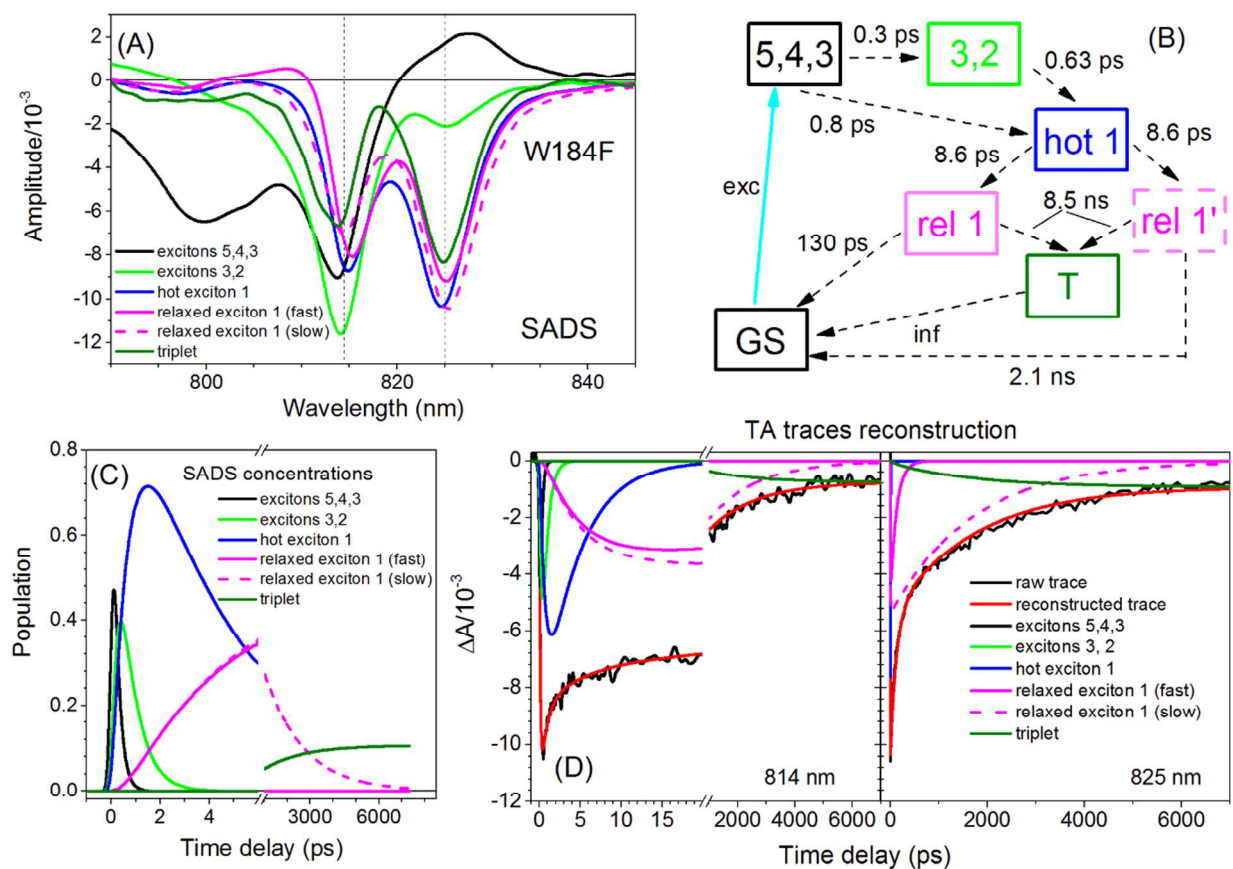 (A)
2
0
-2
-4
-6
-8
-10
-12
Amplitude/10⁻³
W184F
excitons 5,4,3
excitons 3,2
hot exciton 1
relaxed exciton 1 (fast)
relaxed exciton 1 (slow)
triplet
SADS
800 820 840
Wavelength (nm)
(B)
5,4,3
0.3 ps
3,2
0.63 ps
0.8 ps
hot 1
8.6 ps
8.6 ps
exc
rel 1
8.5 ns
rel 1'
130 ps
T
GS
inf
2.1 ns
(C)
0.8
0.6
0.4
0.2
0.0
Population
SADS concentrations
excitons 5,4,3
excitons 3,2
hot exciton 1
relaxed exciton 1 (fast)
relaxed exciton 1 (slow)
triplet
0 2 4 2000 4000 6000
Time delay (ps)
TA traces reconstruction
0
-2
-4
-6
-8
-10
-12
ΔA/10⁻³
(D)
814 nm
0 5 10 15 2000 4000 6000
raw trace
reconstructed trace
excitons 5,4,3
excitons 3, 2
hot exciton 1
relaxed exciton 1 (fast)
relaxed exciton 1 (slow)
triplet
825 nm
0 2000 4000 6000
Time delay (ps)